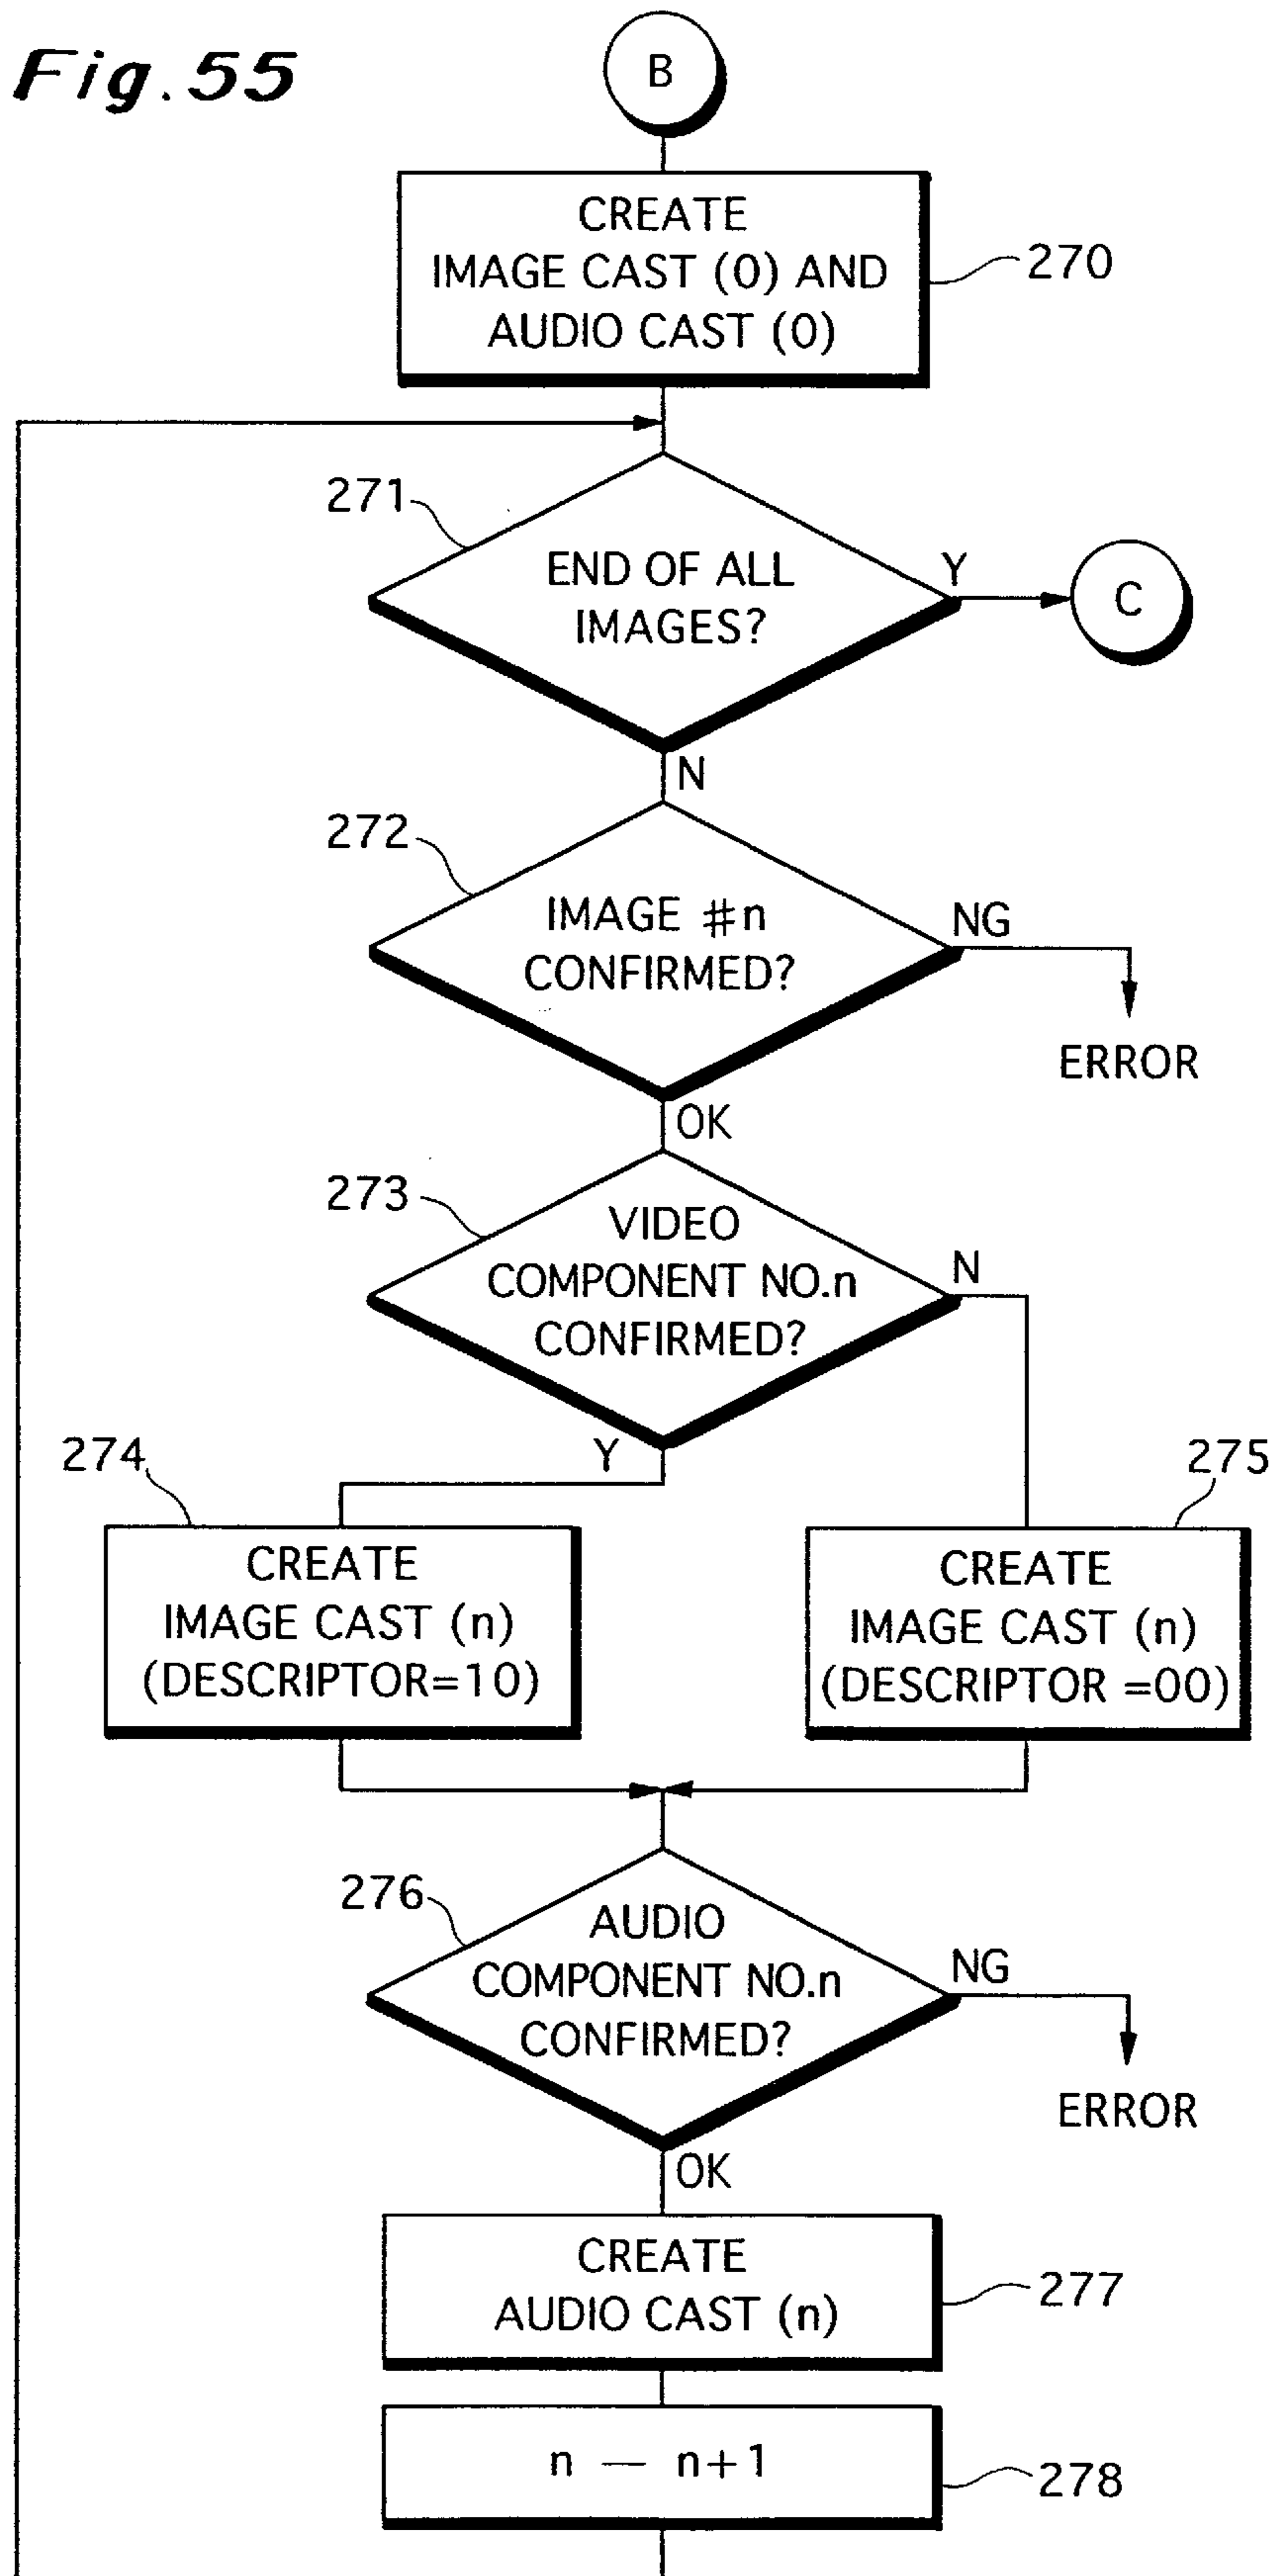 Fig. 55
B
CREATE
IMAGE CAST (0) AND
AUDIO CAST (0)
270
271
END OF ALL
IMAGES?
Y
C
N
272
IMAGE #n
CONFIRMED?
NG
ERROR
OK
273
VIDEO
COMPONENT NO.n
CONFIRMED?
N
Y
274
CREATE
IMAGE CAST (n)
(DESCRIPTOR=10)
275
CREATE
IMAGE CAST (n)
(DESCRIPTOR =00)
276
AUDIO
COMPONENT NO.n
CONFIRMED?
NG
ERROR
OK
CREATE
AUDIO CAST (n)
277
n — n+1
278